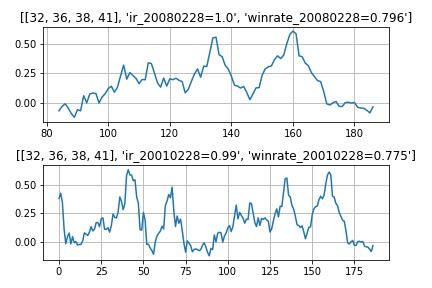 [[32, 36, 38, 41], 'ir_20080228=1.0', 'winrate_20080228=0.796']
0.50
0.25
0.00
80 100 120 140 160 180
[[32, 36, 38, 41], 'ir_20010228=0.99', 'winrate_20010228=0.775']
0.50
0.25
0.00
0 25 50 75 100 125 150 175